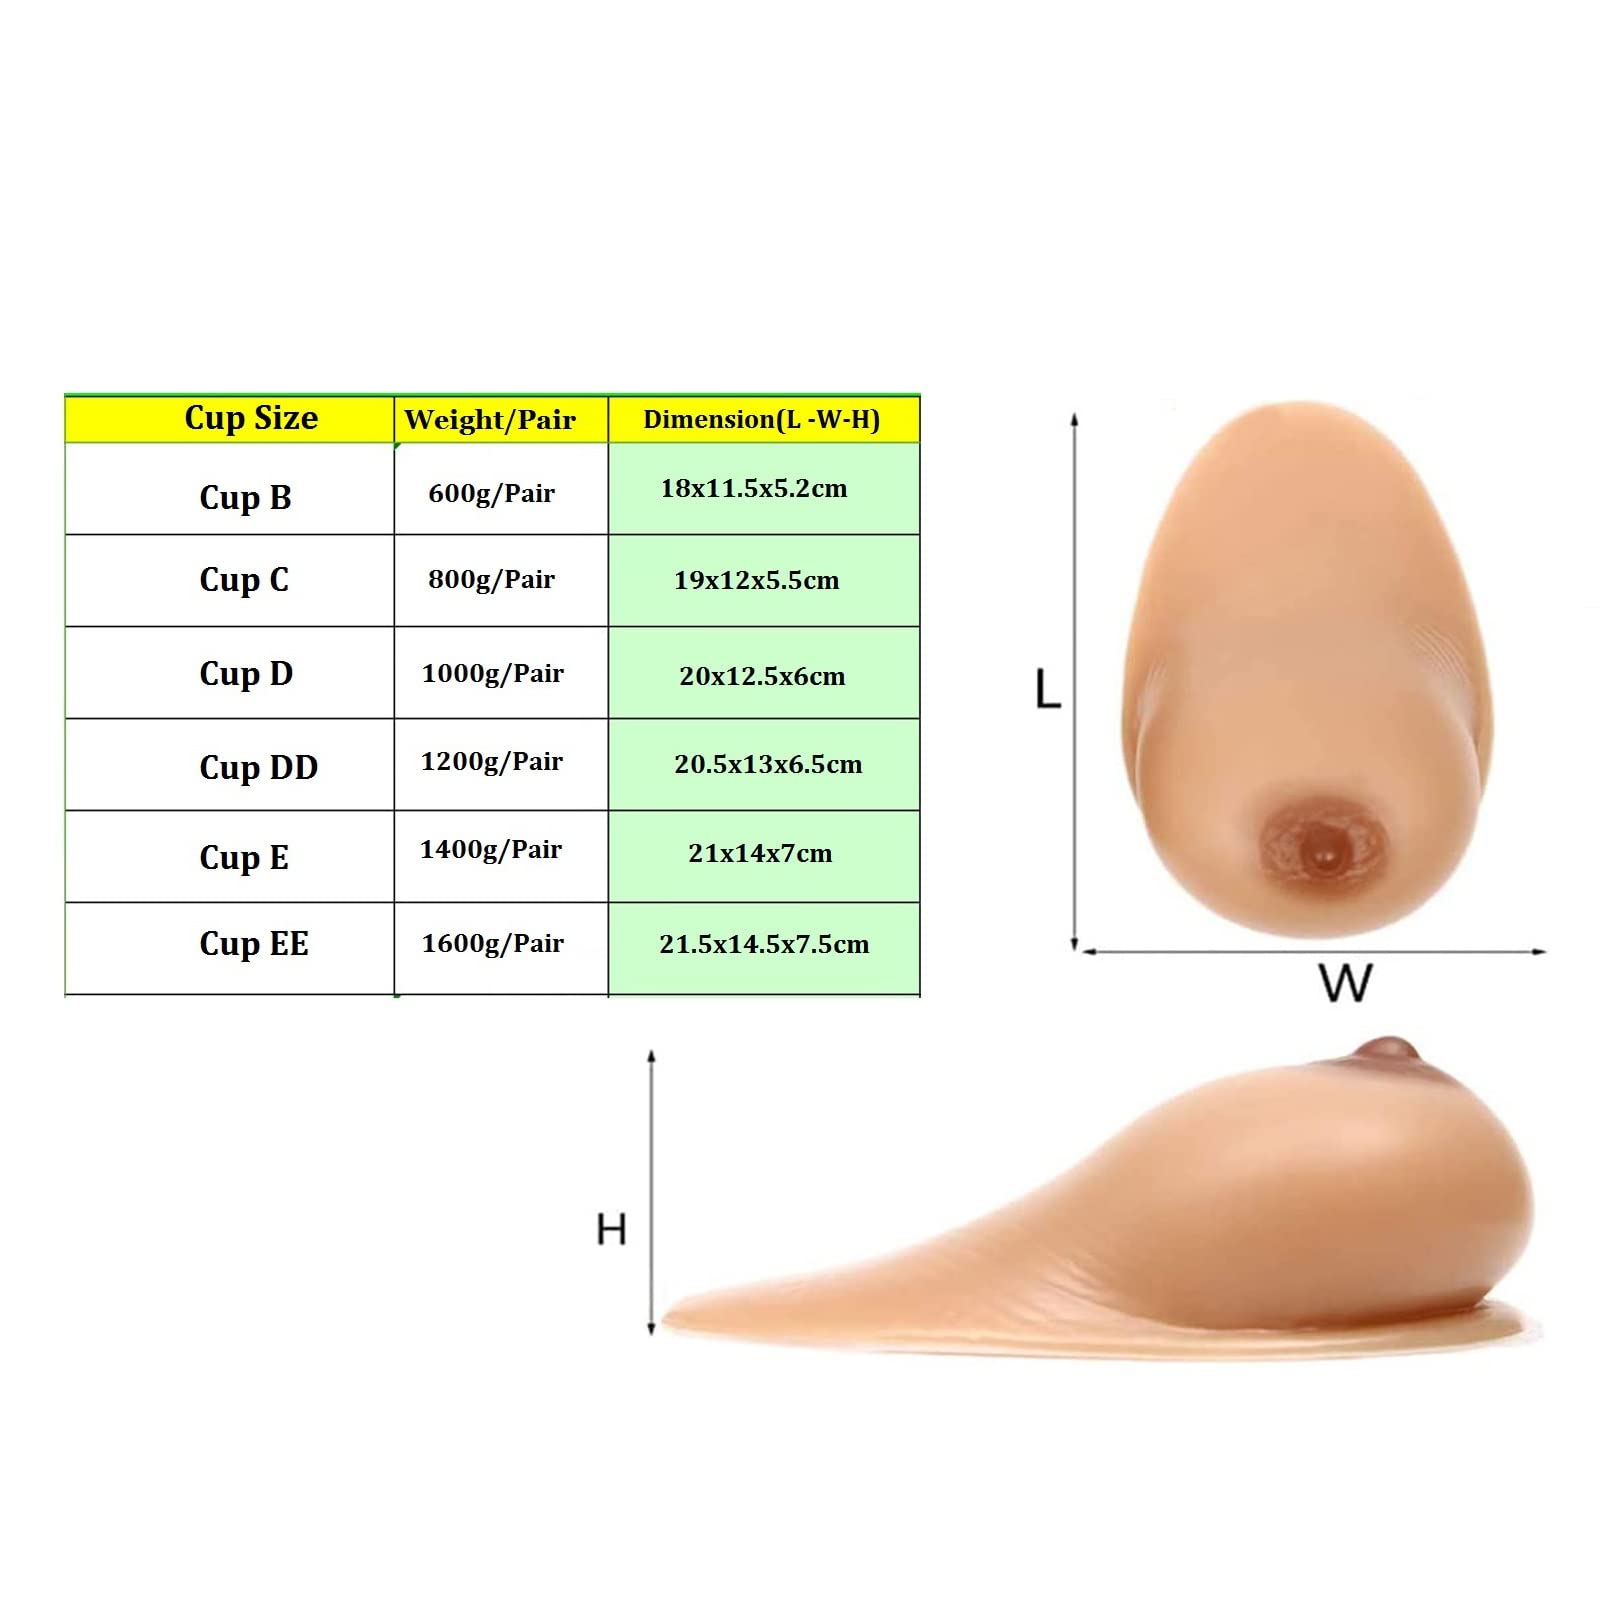 Cup Size Weight/Pair Dimension(L -W-H)
Cup B 600g/Pair 18x11.5x5.2cm
Cup C 800g/Pair 19x12x5.5cm
Cup D 1000g/Pair 20x12.5x6cm
Cup DD 1200g/Pair 20.5x13x6.5cm
Cup E 1400g/Pair 21x14x7cm
Cup EE 1600g/Pair 21.5x14.5x7.5cm
L
W
H